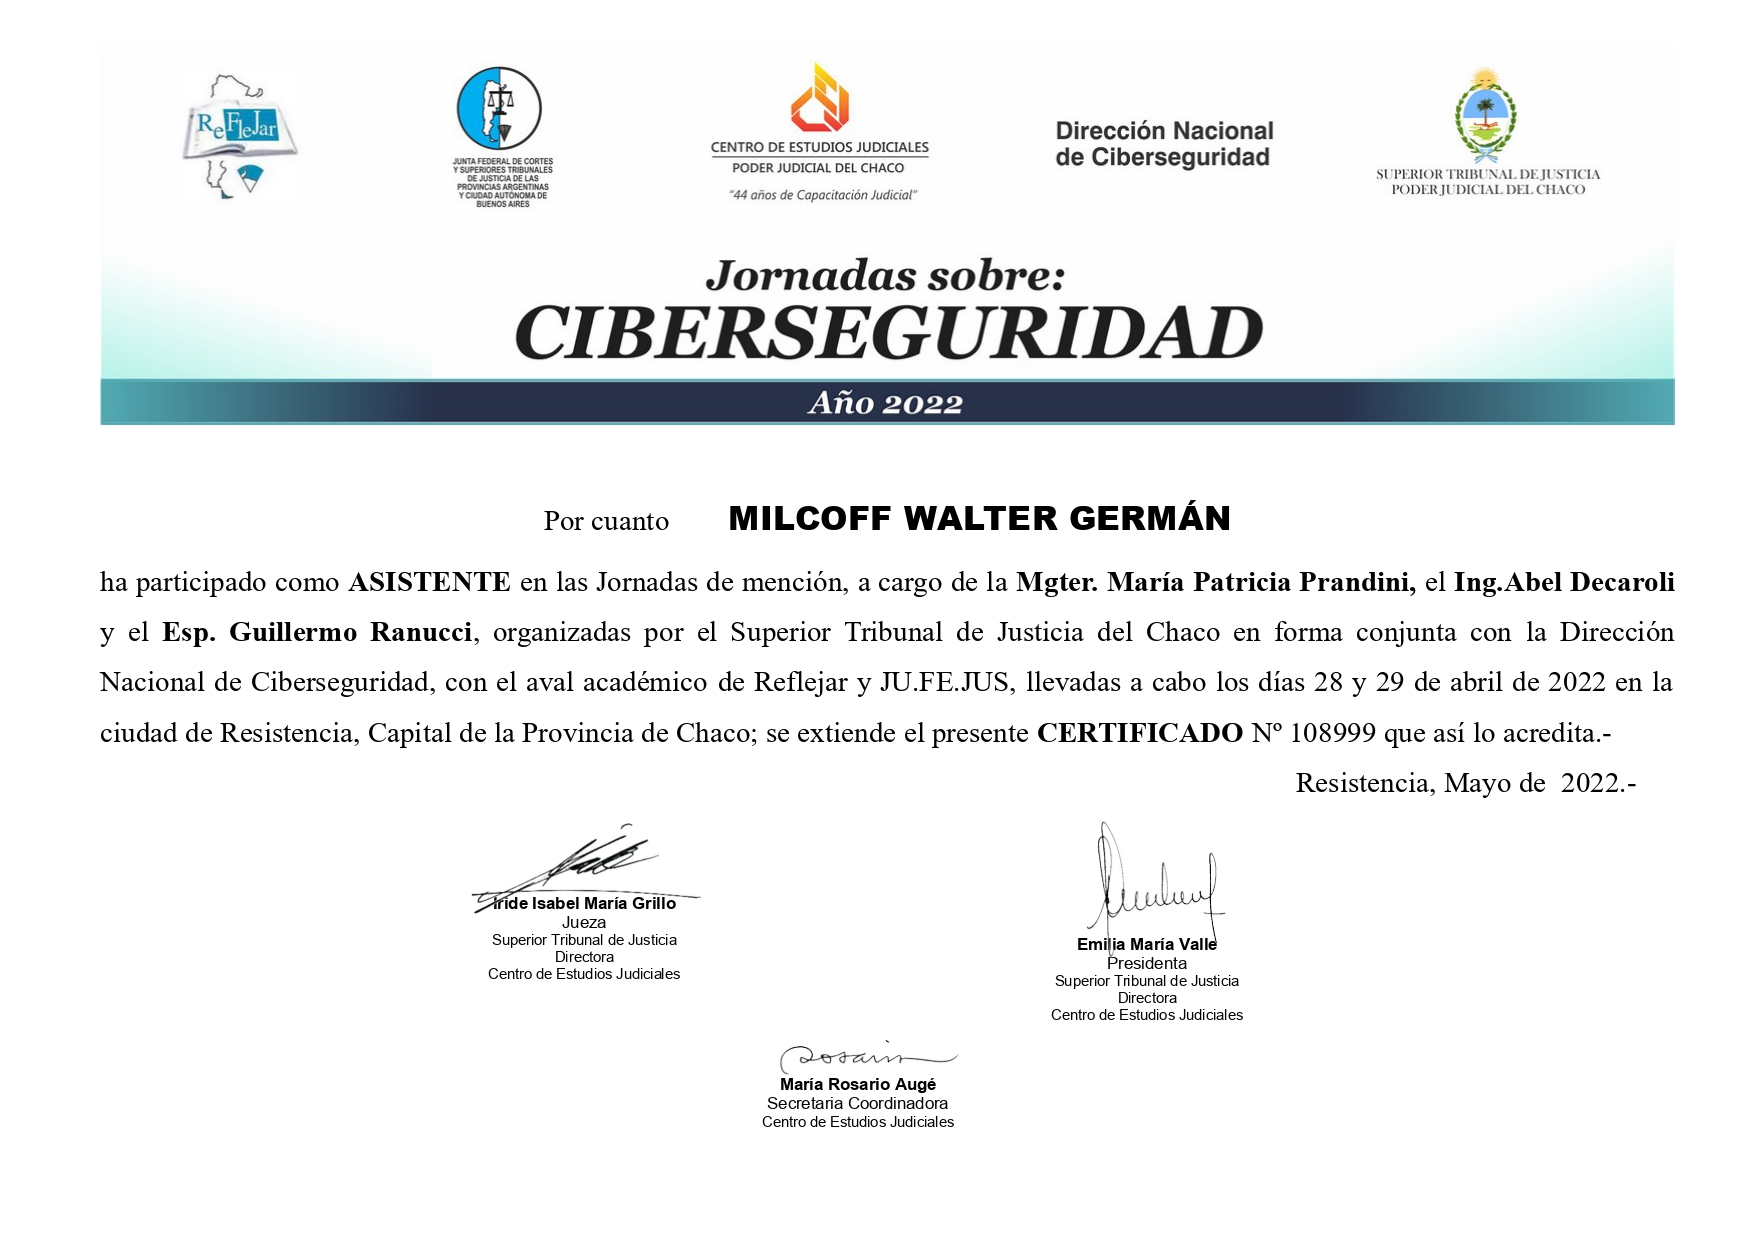 ReFleJar
JUNTA FEDERAL DE CORTES
Y SUPERIORES TRIBUNALES
DE JUSTICIA DE LAS
PROVINCIAS ARGENTINAS
Y CIUDAD AUTÓNOMA DE
BUENOS AIRES
CENTRO DE ESTUDIOS JUDICIALES
PODER JUDICIAL DEL CHACO
"44 años de Capacitación Judicial"
Dirección Nacional
de Ciberseguridad
SUPERIOR TRIBUNAL DE JUSTICIA
PODER JUDICIAL DEL CHACO
Jornadas sobre:
CIBERSEGURIDAD
Año 2022
Por cuanto MILCOFF WALTER GERMÁN
ha participado como ASISTENTE en las Jornadas de mención, a cargo de la Mgter. María Patricia Prandini, el Ing.Abel Decaroli
y el Esp. Guillermo Ranucci, organizadas por el Superior Tribunal de Justicia del Chaco en forma conjunta con la Dirección
Nacional de Ciberseguridad, con el aval académico de Reflejar y JU.FE.JUS, llevadas a cabo los días 28 y 29 de abril de 2022 en la
ciudad de Resistencia, Capital de la Provincia de Chaco; se extiende el presente CERTIFICADO Nº 108999 que así lo acredita.-
Resistencia, Mayo de 2022.-
Iride Isabel María Grillo
Jueza
Superior Tribunal de Justicia
Directora
Centro de Estudios Judiciales
Emilia María Valle
Presidenta
Superior Tribunal de Justicia
Directora
Centro de Estudios Judiciales
Rosario
María Rosario Augé
Secretaria Coordinadora
Centro de Estudios Judiciales